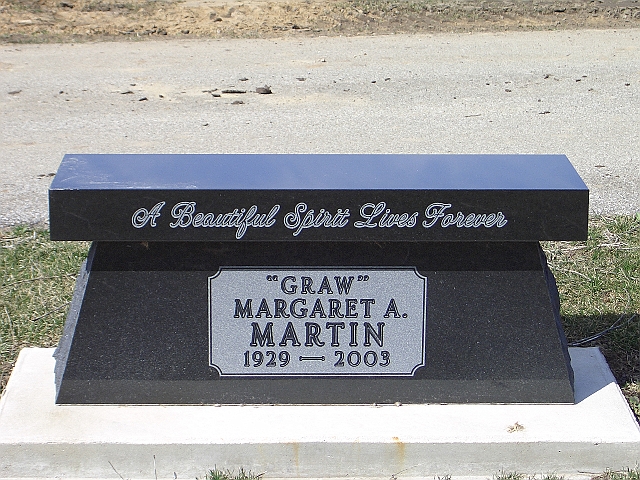 A Beautiful Spirit Lives Forever
"GRAW"
MARGARET A.
MARTIN
1929 — 2003